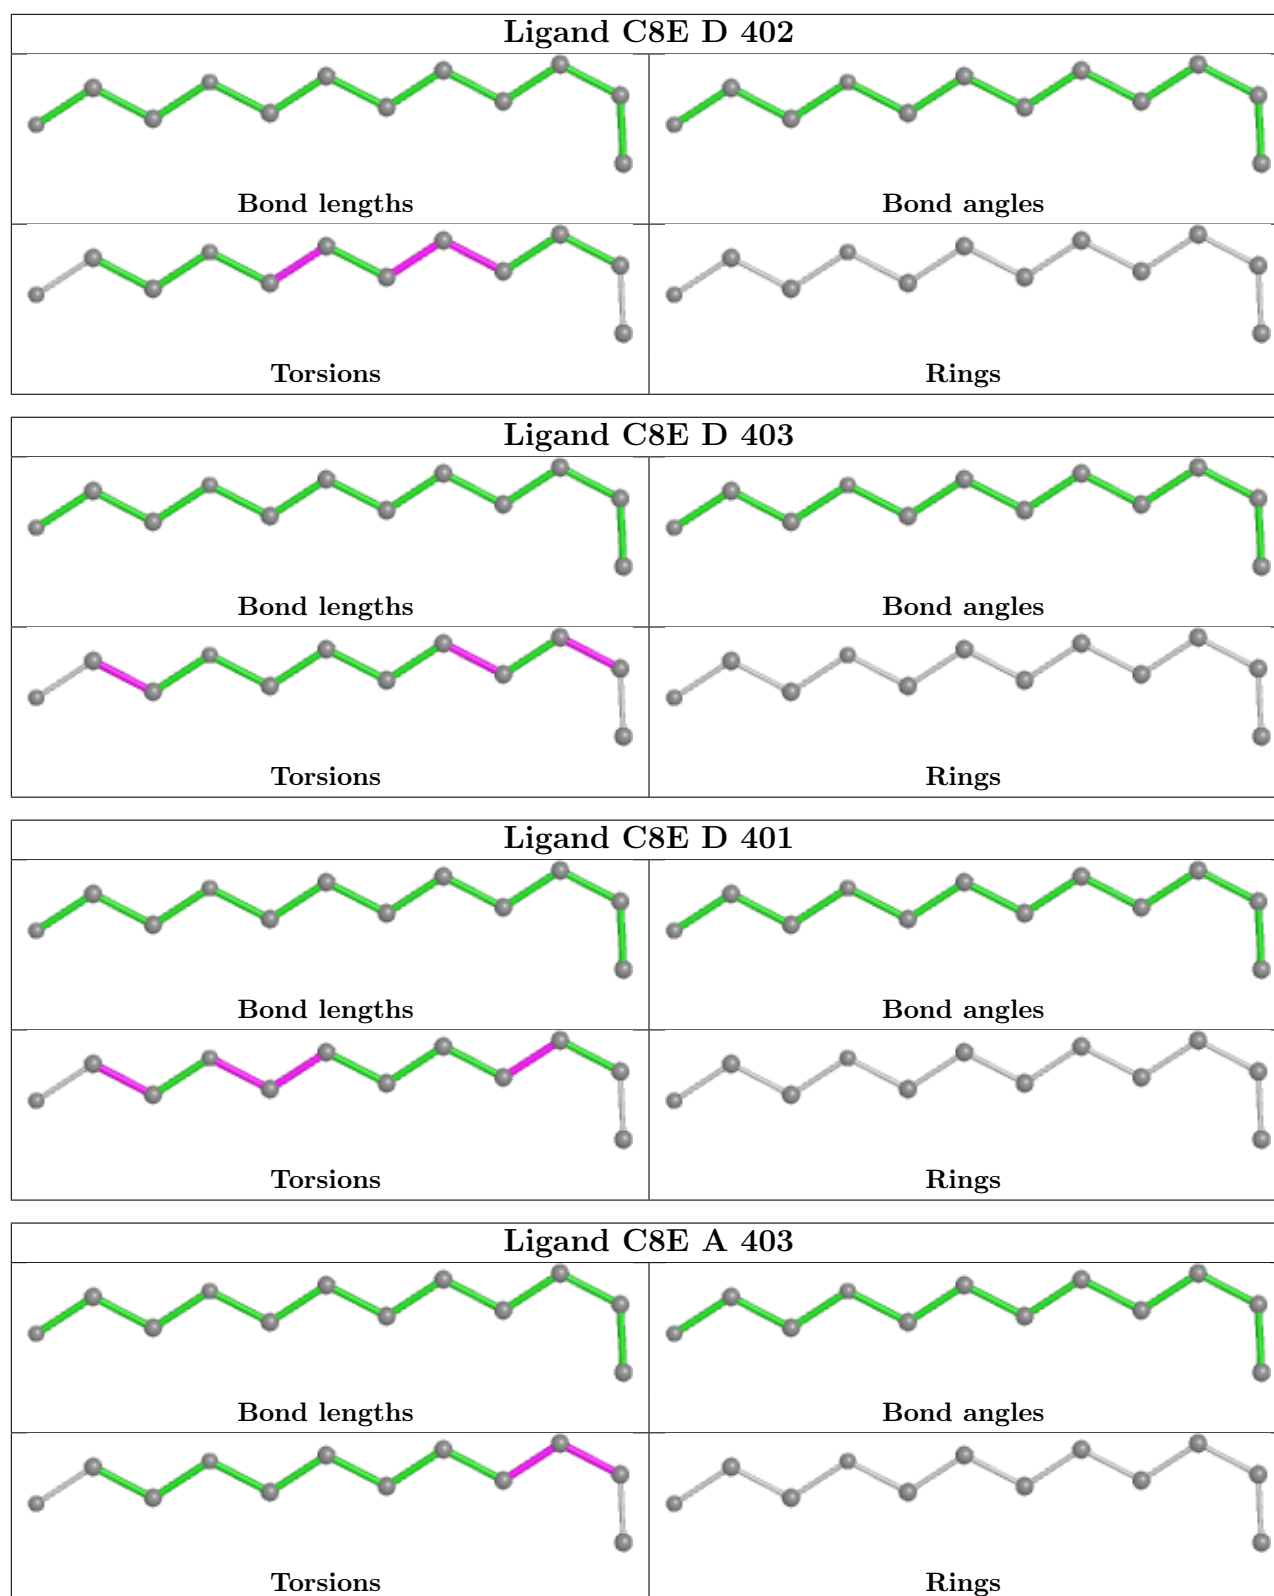 Ligand C8E D 402
Bond lengths
Bond angles
Torsions
Rings
Ligand C8E D 403
Bond lengths
Bond angles
Torsions
Rings
Ligand C8E D 401
Bond lengths
Bond angles
Torsions
Rings
Ligand C8E A 403
Bond lengths
Bond angles
Torsions
Rings